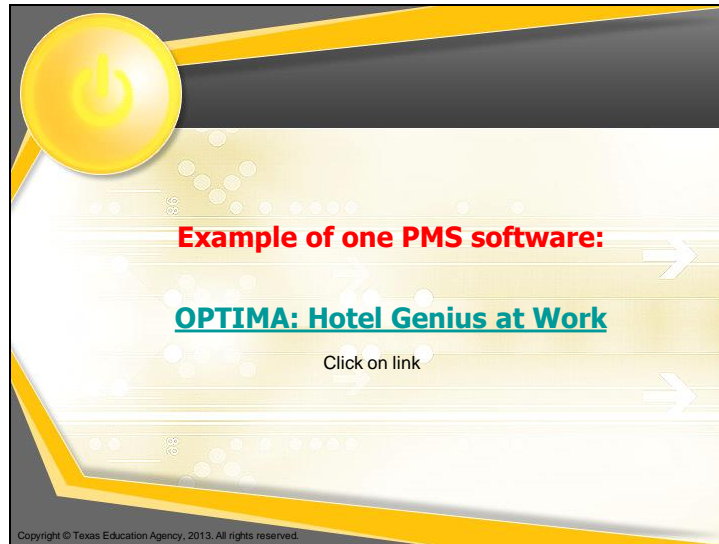 Example of one PMS software:
OPTIMA: Hotel Genius at Work
Click on link
Copyright © Texas Education Agency, 2013. All rights reserved.